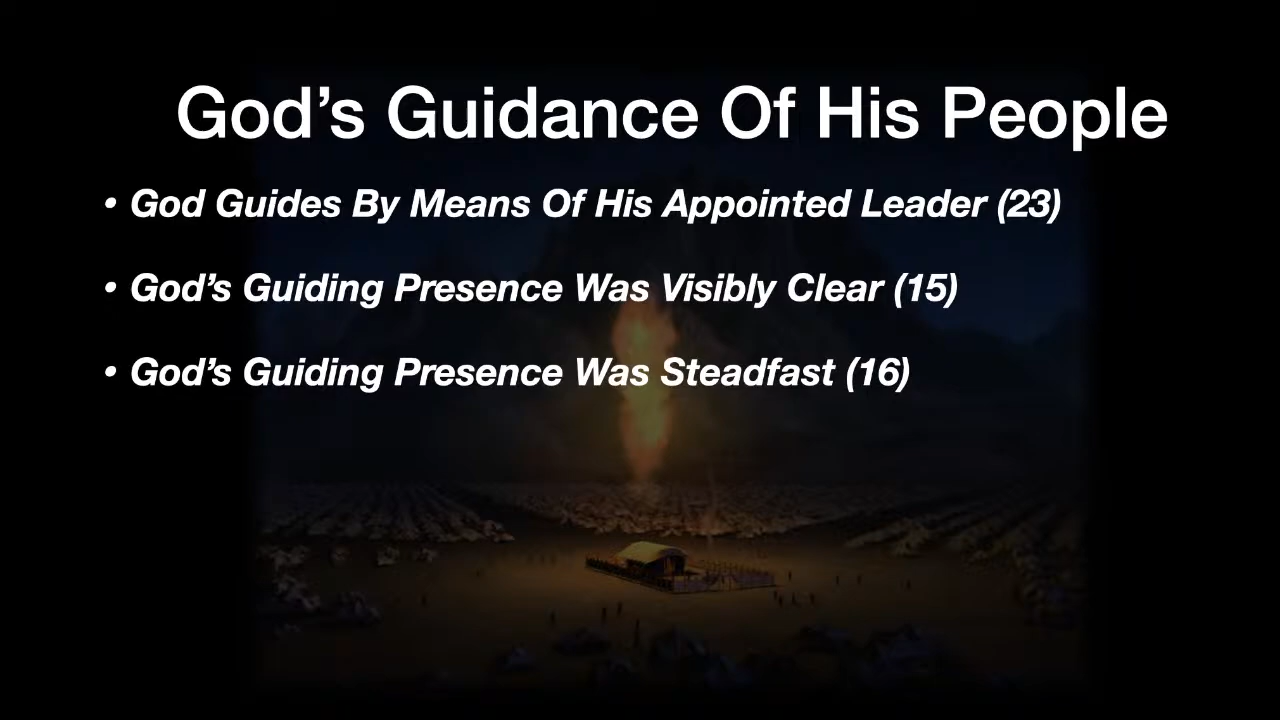 God’s Guidance Of His People
• God Guides By Means Of His Appointed Leader (23)
• God’s Guiding Presence Was Visibly Clear (15)
• God’s Guiding Presence Was Steadfast (16)